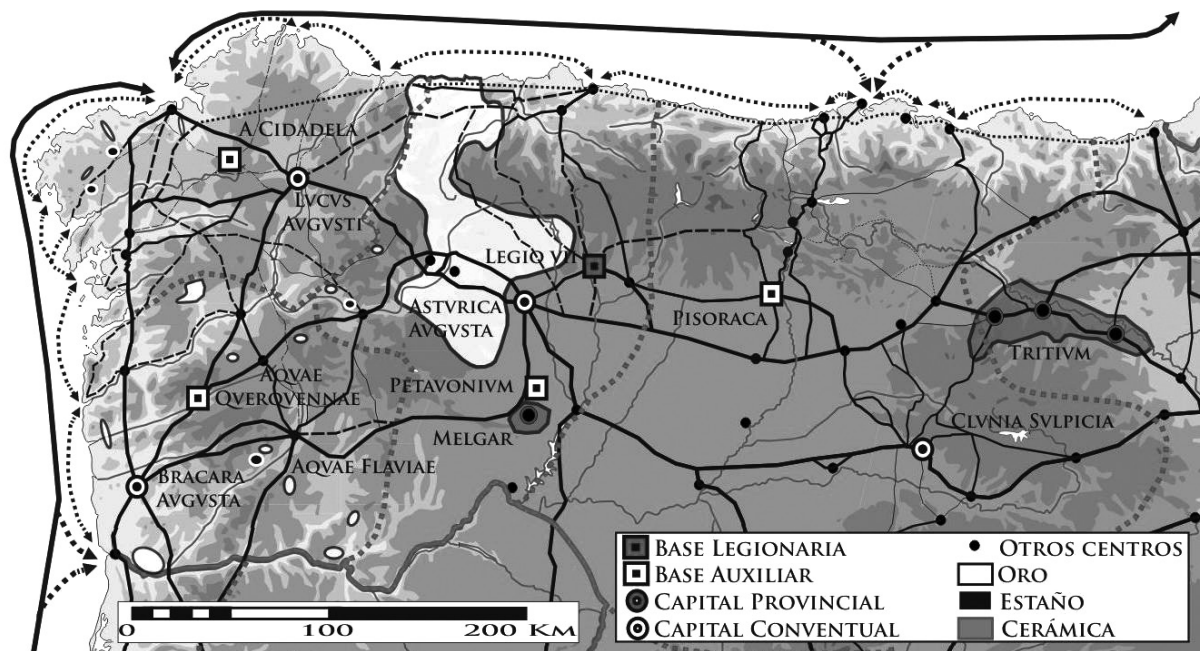 A CIDADELA
LVCVS
AVGVSTI
LEGIO VII
ASTVRICA
AVGVSTA
PISORACA
TRITIVM
PETAVONIVM
AQVAE
QVERQVENNAE
MELGAR
CLVNIA SVLPICIA
AQVAE FLAVIAE
BRACARA
AVGVSTA
BASE LEGIONARIA
BASE AUXILIAR
CAPITAL PROVINCIAL
CAPITAL CONVENTUAL
OTROS CENTROS
ORO
ESTAÑO
CERÁMICA
0 100 200 KM